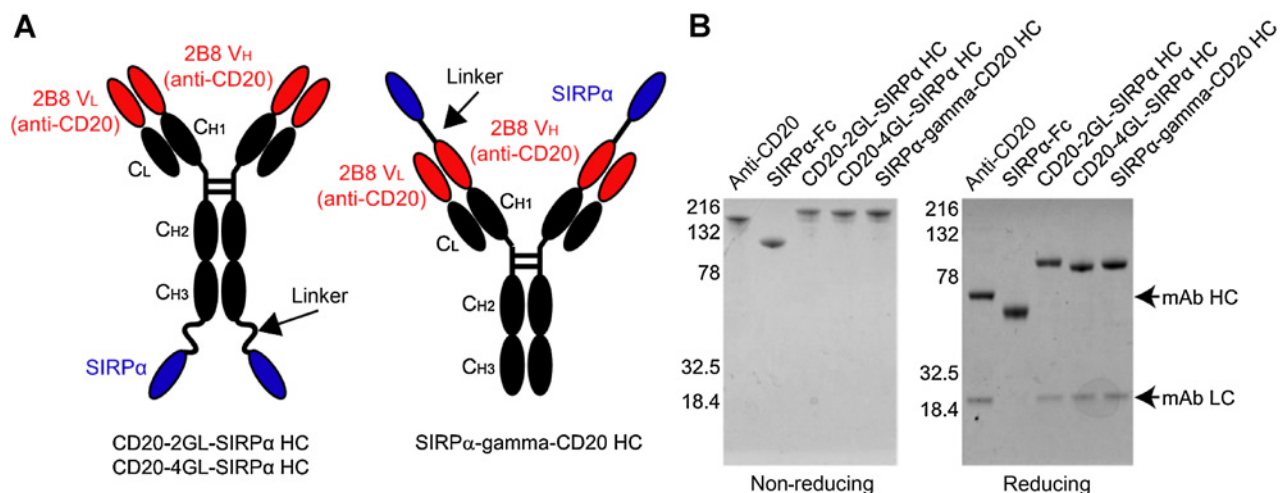 A
2B8 VH
(anti-CD20)
2B8 VL
(anti-CD20)
CH1
CL
CH2
CH3
Linker
SIRPα
CD20-2GL-SIRPα HC
CD20-4GL-SIRPα HC
Linker
SIRPα
2B8 VH
(anti-CD20)
2B8 VL
(anti-CD20)
CH1
CL
CH2
CH3
SIRPα-gamma-CD20 HC
B
Anti-CD20
SIRPα-Fc
CD20-2GL-SIRPα HC
CD20-4GL-SIRPα HC
SIRPα-gamma-CD20 HC
216
132
78
32.5
18.4
Non-reducing
Anti-CD20
SIRPα-Fc
CD20-2GL-SIRPα HC
CD20-4GL-SIRPα HC
SIRPα-gamma-CD20 HC
216
132
78
32.5
18.4
mAb HC
mAb LC
Reducing